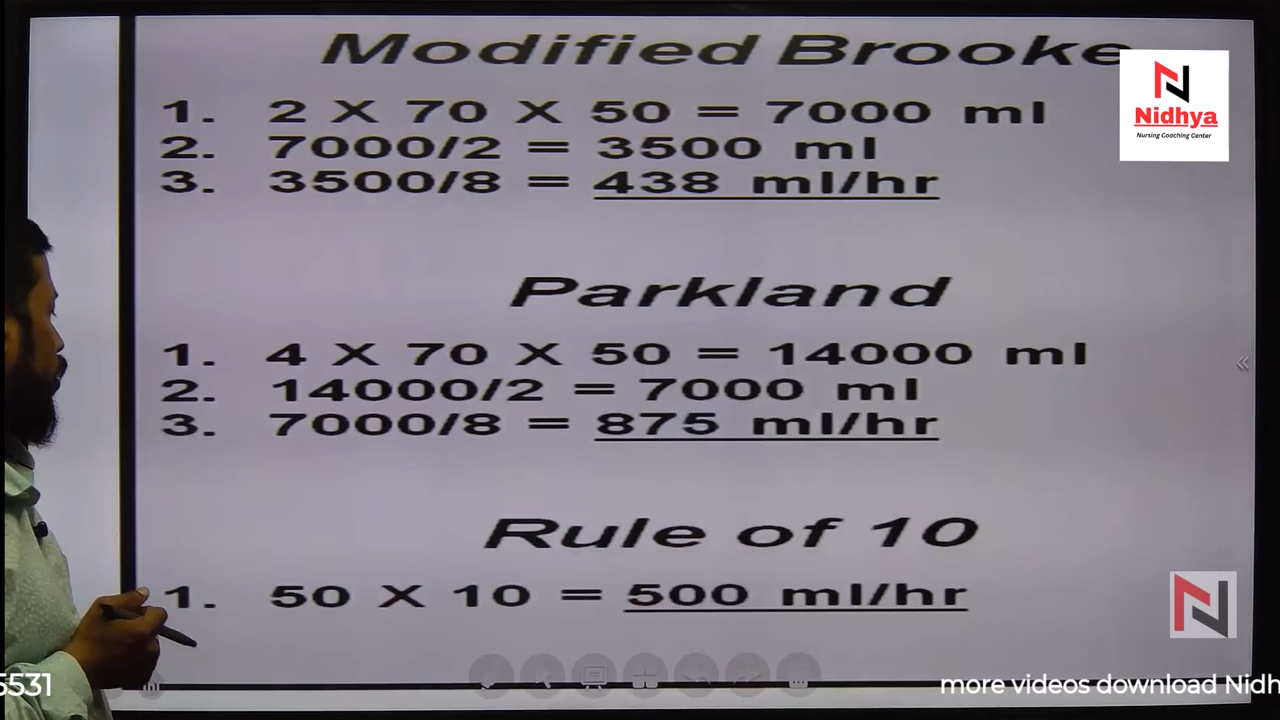 Modified Brooke
1. 2 X 70 X 50 = 7000 ml
2. 7000/2 = 3500 ml
3. 3500/8 = 438 ml/hr
Nidhya
Nursing Coaching Center
Parkland
1. 4 X 70 X 50 = 14000 ml
2. 14000/2 = 7000 ml
3. 7000/8 = 875 ml/hr
Rule of 10
1. 50 X 10 = 500 ml/hr
5531
more videos download Nidh